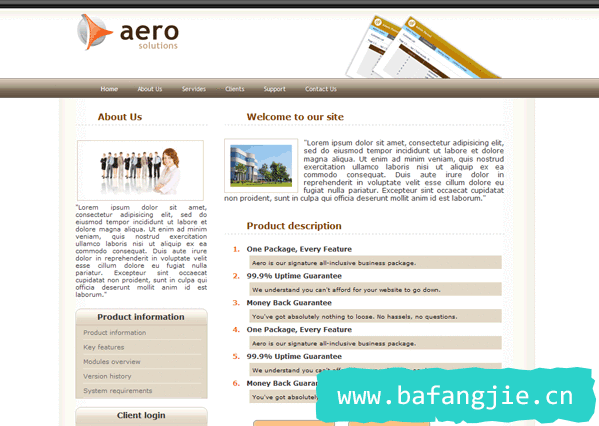 aero
solutions
Home About Us Servides Clients Support Contact Us
About Us
"Lorem ipsum dolor sit amet, consectetur adipisicing elit, sed do eiusmod tempor incididunt ut labore et dolore magna aliqua. Ut enim ad minim veniam, quis nostrud exercitation ullamco commodo consequat. Duis aute irure dolor in reprehenderit in voluptate velit esse cillum dolore eu fugiat nulla pariatur. Excepteur sint occaecat cupidatat non proident, sunt in culpa qui officia deserunt mollit anim id est laborum."
Product information
Product information
Key features
Modules overview
Version history
System requirements
Client login
Welcome to our site
"Lorem ipsum dolor sit amet, consectetur adipisicing elit,
sed do eiusmod tempor incididunt ut labore et dolore
magna aliqua. Ut enim ad minim veniam, quis nostrud
exercitation ullamco laboris nisi ut aliquip ex ea
commodo consequat. Duis aute irure dolor in
reprehenderit in voluptate velit esse cillum dolore eu
fugiat nulla pariatur. Excepteur sint occaecat cupidatat
non proident, sunt in culpa qui officia deserunt mollit anim id est laborum."
Product description
1. One Package, Every Feature
Aero is our signature all-inclusive business package.
2. 99.9% Uptime Guarantee
We understand you can't afford for your website to go down.
3. Money Back Guarantee
You've got absolutely nothing to loose. No hassels, no questions.
4. One Package, Every Feature
Aero is our signature all-inclusive business package.
5. 99.9% Uptime Guarantee
We understand you can't
6. Money Back Guara
You've got absolutely
www.bafangjie.cn